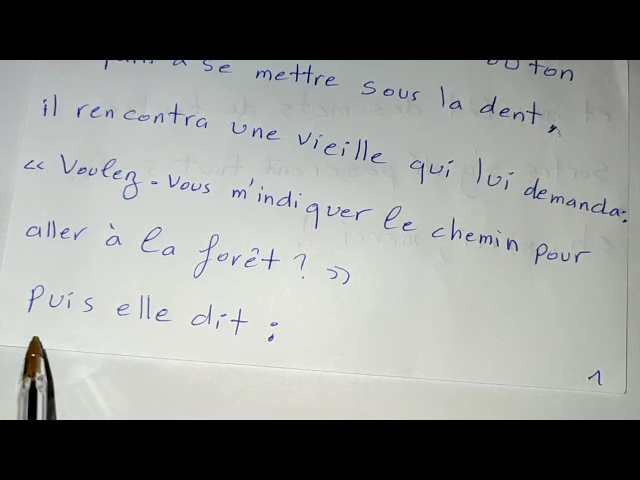 à se mettre sous la dent,
il rencontra une vieille qui lui demanda:
« Voulez-vous m'indiquer le chemin pour
aller à la forêt ? »
Puis elle dit :
1